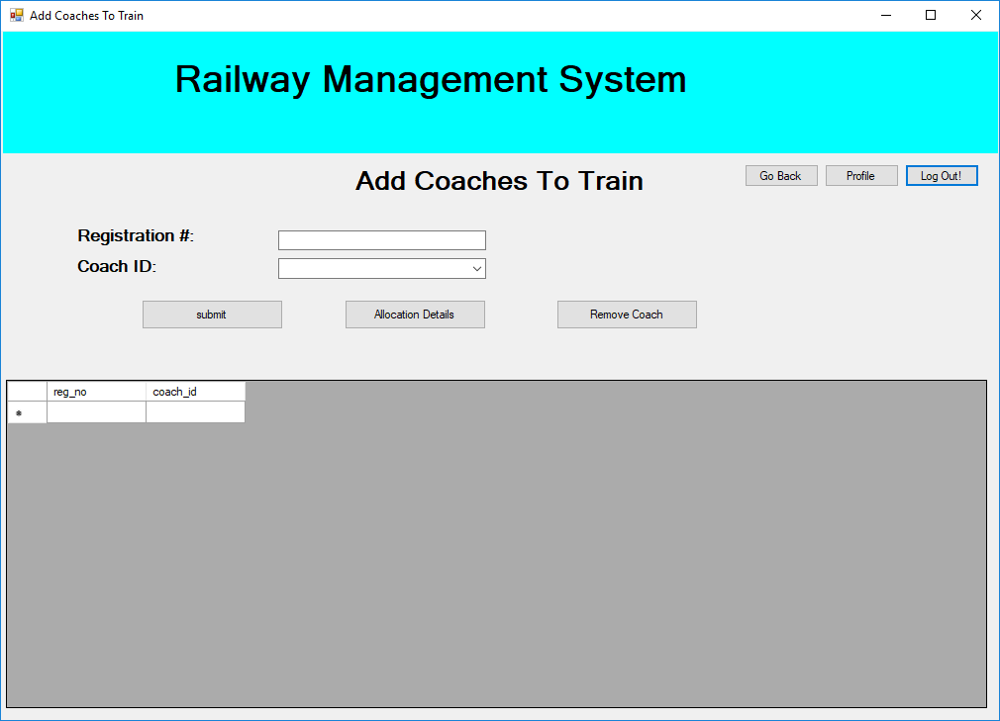 Add Coaches To Train
Railway Management System
Add Coaches To Train
Go Back
Profile
Log Out!
Registration #:
Coach ID:
submit
Allocation Details
Remove Coach
reg_no
coach_id